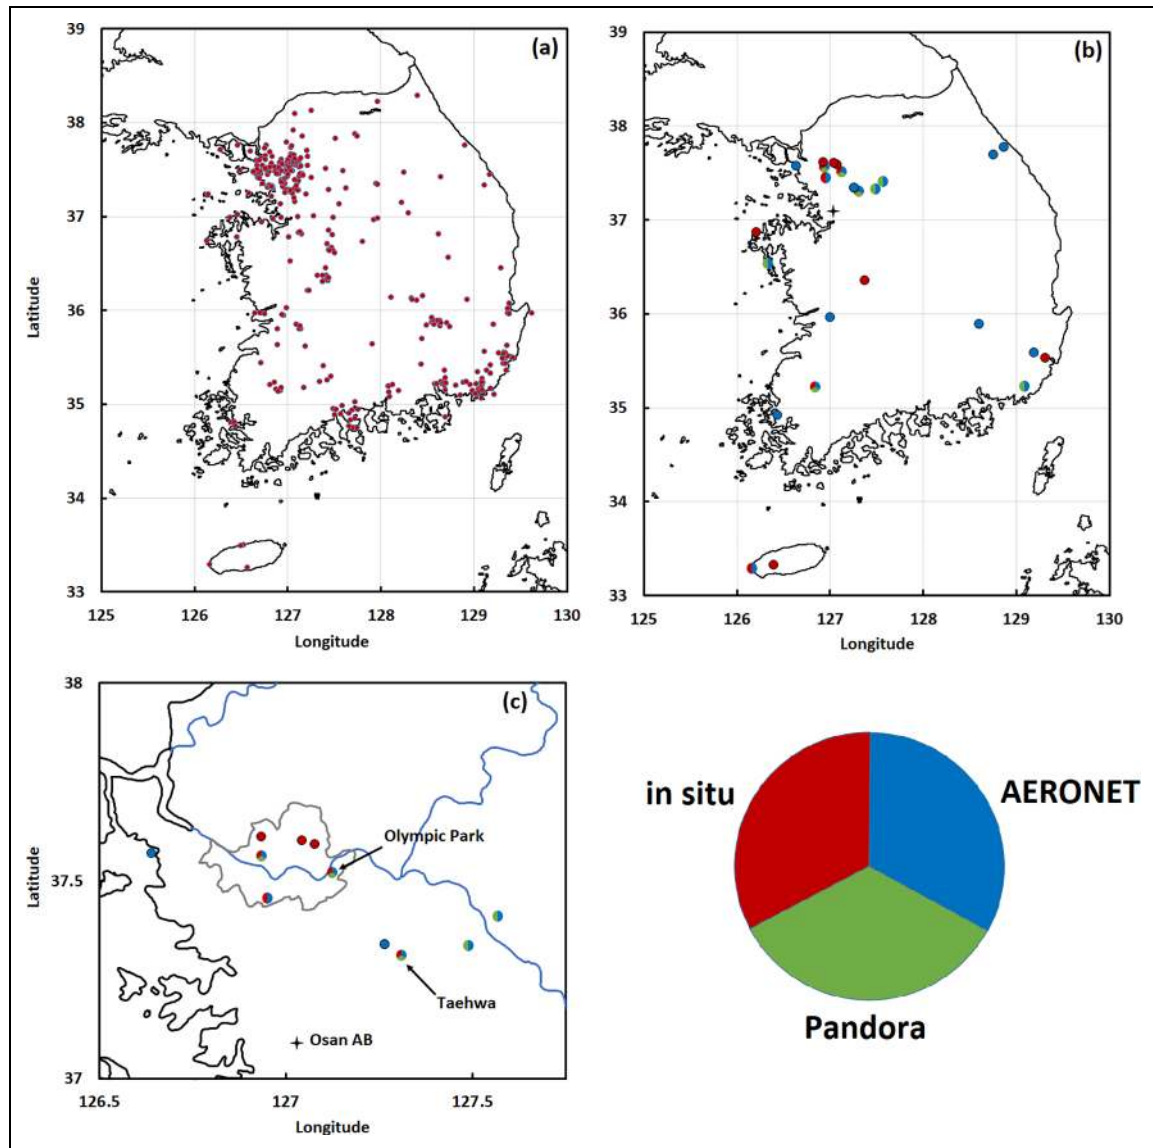 (a)
39
38
37
36
35
34
33
125
126
127
128
129
130
Latitude
Longitude
(b)
39
38
37
36
35
34
33
125
126
127
128
129
130
Longitude
(c)
38
37.5
37
126.5
127
127.5
Latitude
Longitude
Olympic Park
Taehwa
Osan AB
in situ
AERONET
Pandora